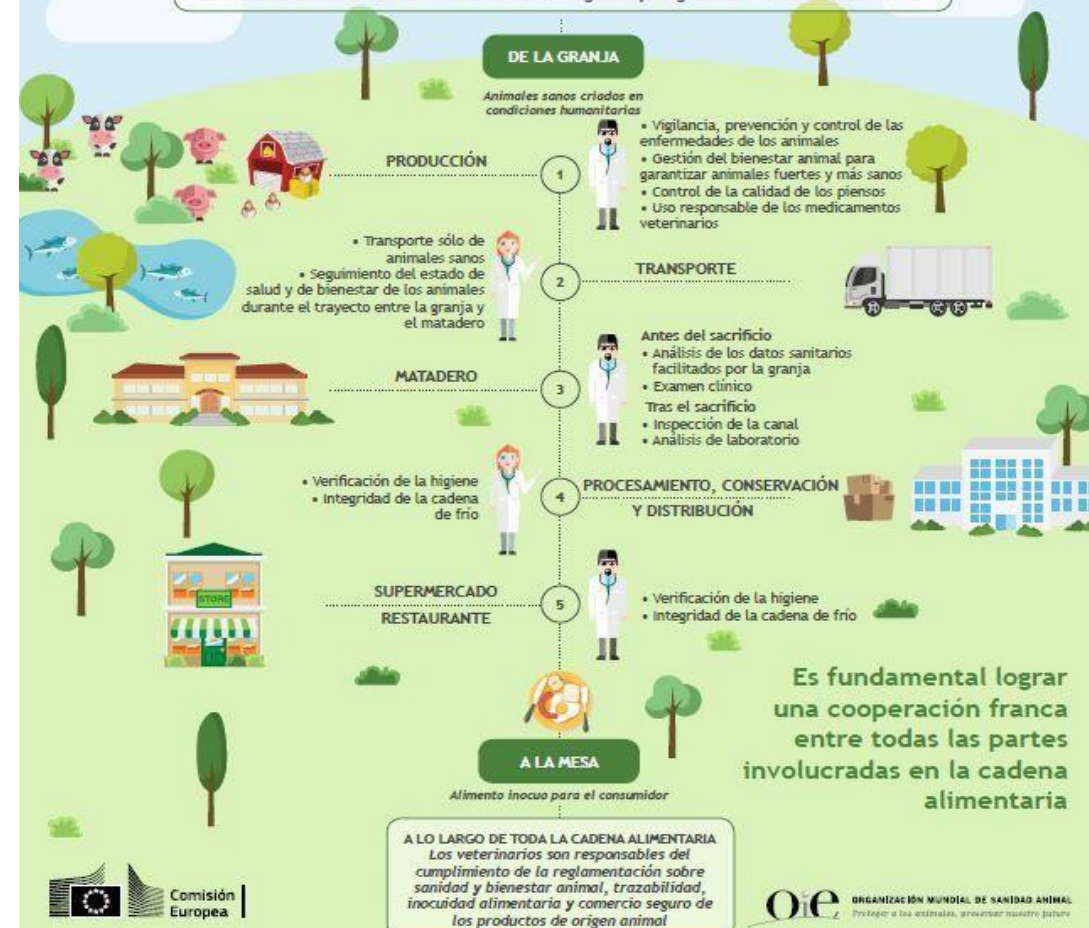 DE LA GRANJA
Animales sanos criados en
condiciones humanitarias
PRODUCCIÓN
1
• Vigilancia, prevención y control de las
enfermedades de los animales
• Gestión del bienestar animal para
garantizar animales fuertes y más sanos
• Control de la calidad de los piensos
• Uso responsable de los medicamentos
veterinarios
• Transporte sólo de
animales sanos
• Seguimiento del estado de
salud y de bienestar de los animales
durante el trayecto entre la granja y
el matadero
2
TRANSPORTE
MATADERO
3
Antes del sacrificio
• Análisis de los datos sanitarios
facilitados por la granja
• Examen clínico
Tras el sacrificio
• Inspección de la canal
• Análisis de laboratorio
• Verificación de la higiene
• Integridad de la cadena
de frío
4
PROCESAMIENTO, CONSERVACIÓN
Y DISTRIBUCIÓN
STORE
SUPERMERCADO
RESTAURANTE
5
• Verificación de la higiene
• Integridad de la cadena de frío
Es fundamental lograr
una cooperación franca
entre todas las partes
involucradas en la cadena
alimentaria
A LA MESA
Alimento inocuo para el consumidor
A LO LARGO DE TODA LA CADENA ALIMENTARIA
Los veterinarios son responsables del
cumplimiento de la reglamentación sobre
sanidad y bienestar animal, trazabilidad,
inocuidad alimentaria y comercio seguro de
los productos de origen animal
Comisión
Europea
Oie
ORGANIZACIÓN MUNDIAL DE SANIDAD ANIMAL
Proteger a los animales, preservar nuestro futuro